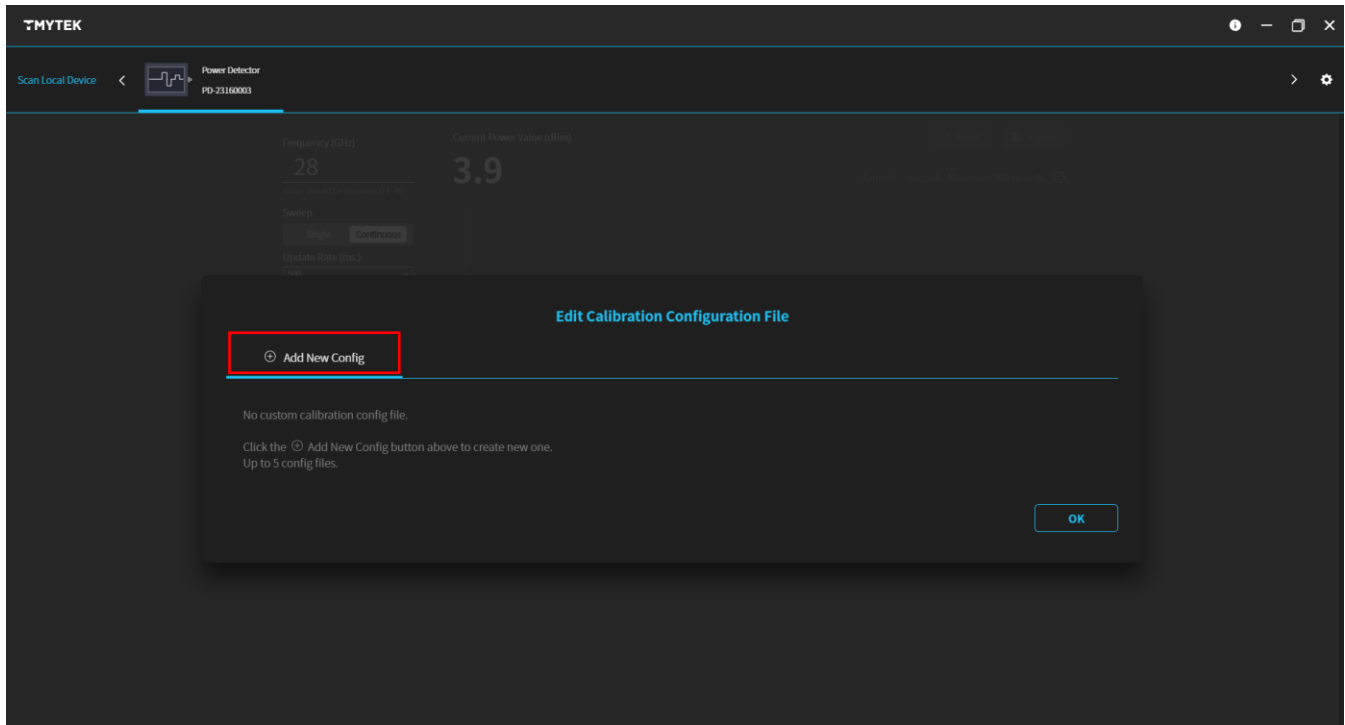 TMYTEK
Scan Local Device
Power Detector
PD-23160003
Frequency (GHz)
28
Current Power Value (dBm)
3.9
Sweep
Single Continuous
Update Rate (ms.)
500
Edit Calibration Configuration File
Add New Config
No custom calibration config file.
Click the ⊕ Add New Config button above to create new one.
Up to 5 config files.
OK